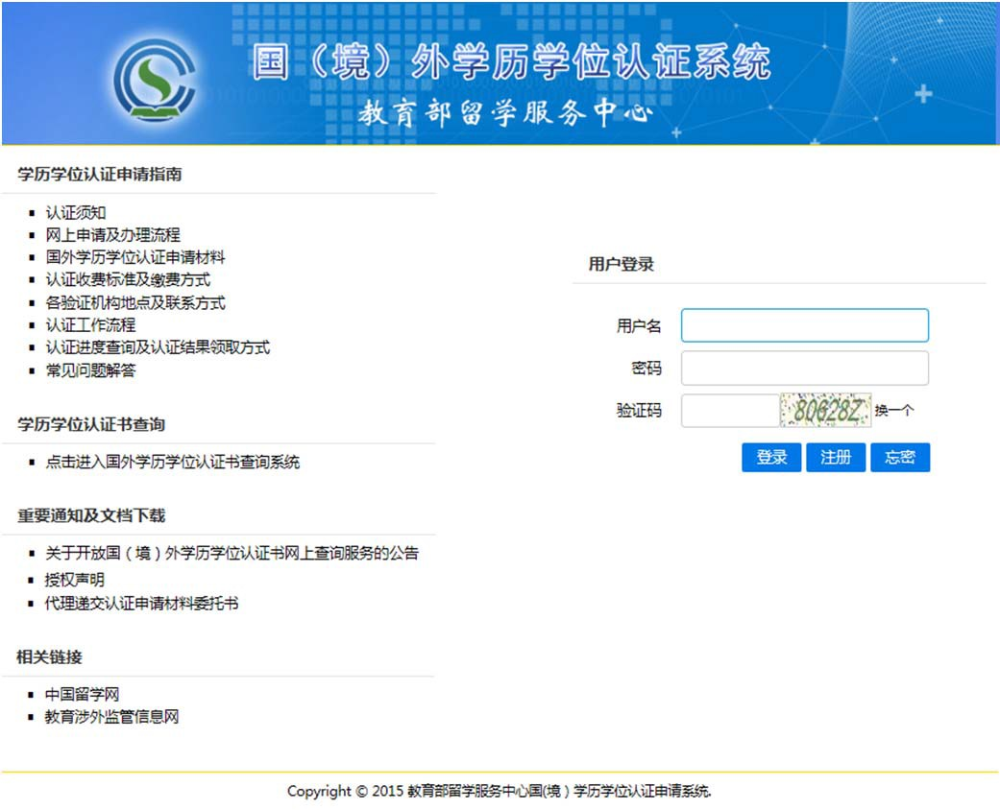 国（境）外学历学位认证系统
教育部留学服务中心
学历学位认证申请指南
认证须知
网上申请及办理流程
国外学历学位认证申请材料
认证收费标准及缴费方式
各验证机构地点及联系方式
认证工作流程
认证进度查询及认证结果领取方式
常见问题解答
学历学位认证书查询
点击进入国外学历学位认证书查询系统
重要通知及文档下载
关于开放国（境）外学历学位认证书网上查询服务的公告
授权声明
代理递交认证申请材料委托书
相关链接
中国留学网
教育涉外监管信息网
用户登录
用户名
密码
验证码 80628Z 换一个
登录 注册 忘密
Copyright © 2015 教育部留学服务中心国(境）学历学位认证申请系统.